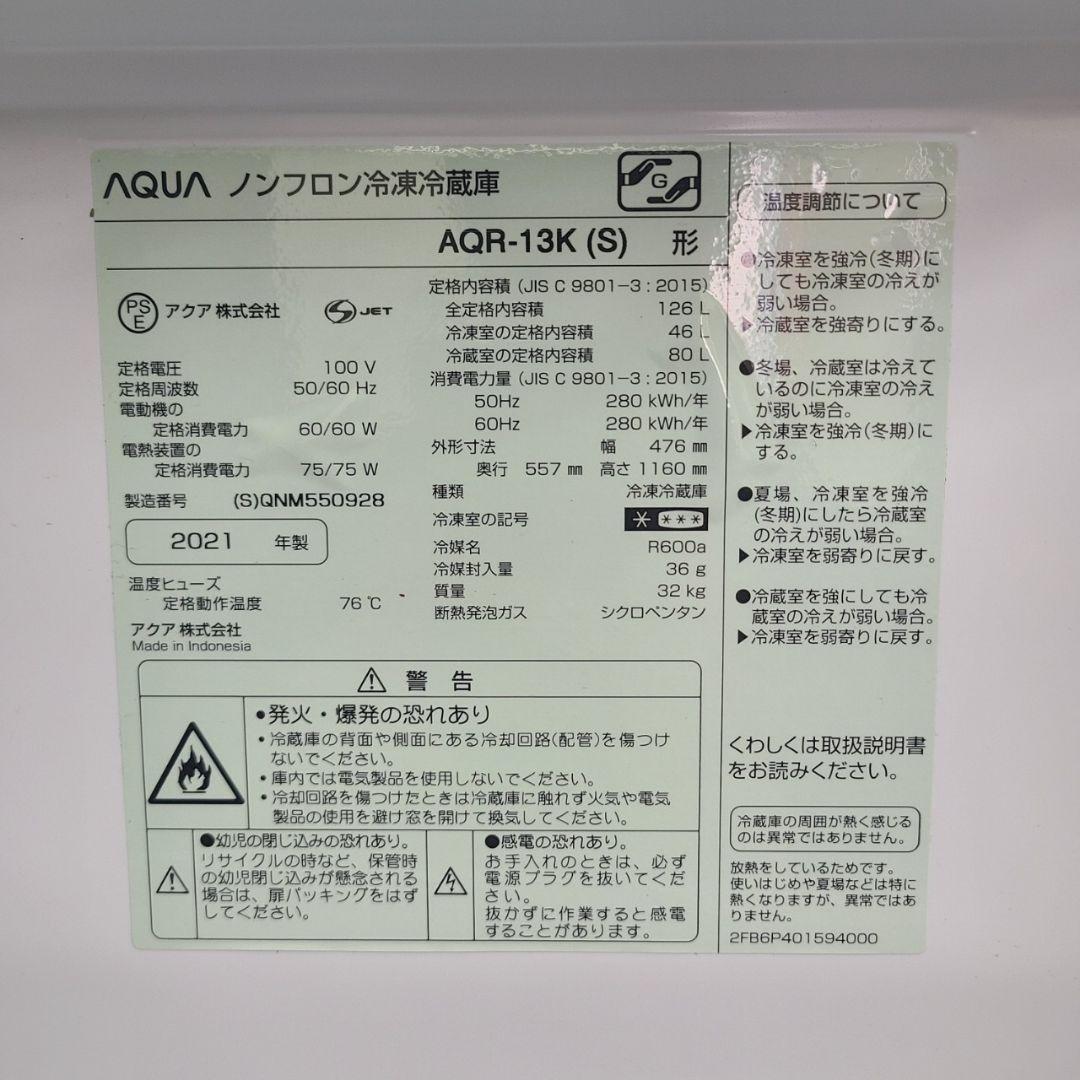 AQUA ノンフロン冷凍冷蔵庫
G
AQR-13K (S) 形
PS
E
アクア 株式会社
S JET
定格電圧 100 V
定格周波数 50/60 Hz
電動機の
定格消費電力 60/60 W
電熱装置の
定格消費電力 75/75 W
製造番号 (S)QNM550928
2021 年製
温度ヒューズ
定格動作温度 76 ℃
アクア 株式会社
Made in Indonesia
定格内容積 (JIS C 9801-3 : 2015)
全定格内容積 126 L
冷凍室の定格内容積 46 L
冷蔵室の定格内容積 80 L
消費電力量 (JIS C 9801-3 : 2015)
50Hz 280 kWh/年
60Hz 280 kWh/年
外形寸法 幅 476 ㎜
奥行 557 ㎜ 高さ 1160 ㎜
種類 冷凍冷蔵庫
冷凍室の記号 * ***
冷媒名 R600a
冷媒封入量 36 g
質量 32 kg
断熱発泡ガス シクロペンタン
⚠ 警告
•発火・爆発の恐れあり
・冷蔵庫の背面や側面にある冷却回路(配管)を傷つけ
ないでください。
・庫内では電気製品を使用しないでください。
・冷却回路を傷つけたときは冷蔵庫に触れず火気や電気
製品の使用を避け窓を開けて換気してください。
●幼児の閉じ込みの恐れあり。
リサイクルの時など、保管時
の幼児閉じ込みが懸念される
場合は、扉パッキングをはず
してください。
●感電の恐れあり。
お手入れのときは、必ず
電源プラグを抜いてくだ
さい。
抜かずに作業すると感電
することがあります。
温度調節について
●冷凍室を強冷(冬期)に
しても冷凍室の冷えが
弱い場合。
▶冷蔵室を強寄りにする。
●冬場、冷蔵室は冷えて
いるのに冷凍室の冷え
が弱い場合。
▶冷凍室を強冷(冬期)に
する。
●夏場、冷凍室を強冷
(冬期)にしたら冷蔵室
の冷えが弱い場合。
▶冷凍室を弱寄りに戻す。
●冷蔵室を強にしても冷
蔵室の冷えが弱い場合。
▶冷凍室を弱寄りに戻す。
くわしくは取扱説明書
をお読みください。
冷蔵庫の周囲が熱く感じる
のは異常ではありません。
放熱をしているためです。
使いはじめや夏場などは特に
熱くなりますが、異常ではあ
りません。
2FB6P401594000